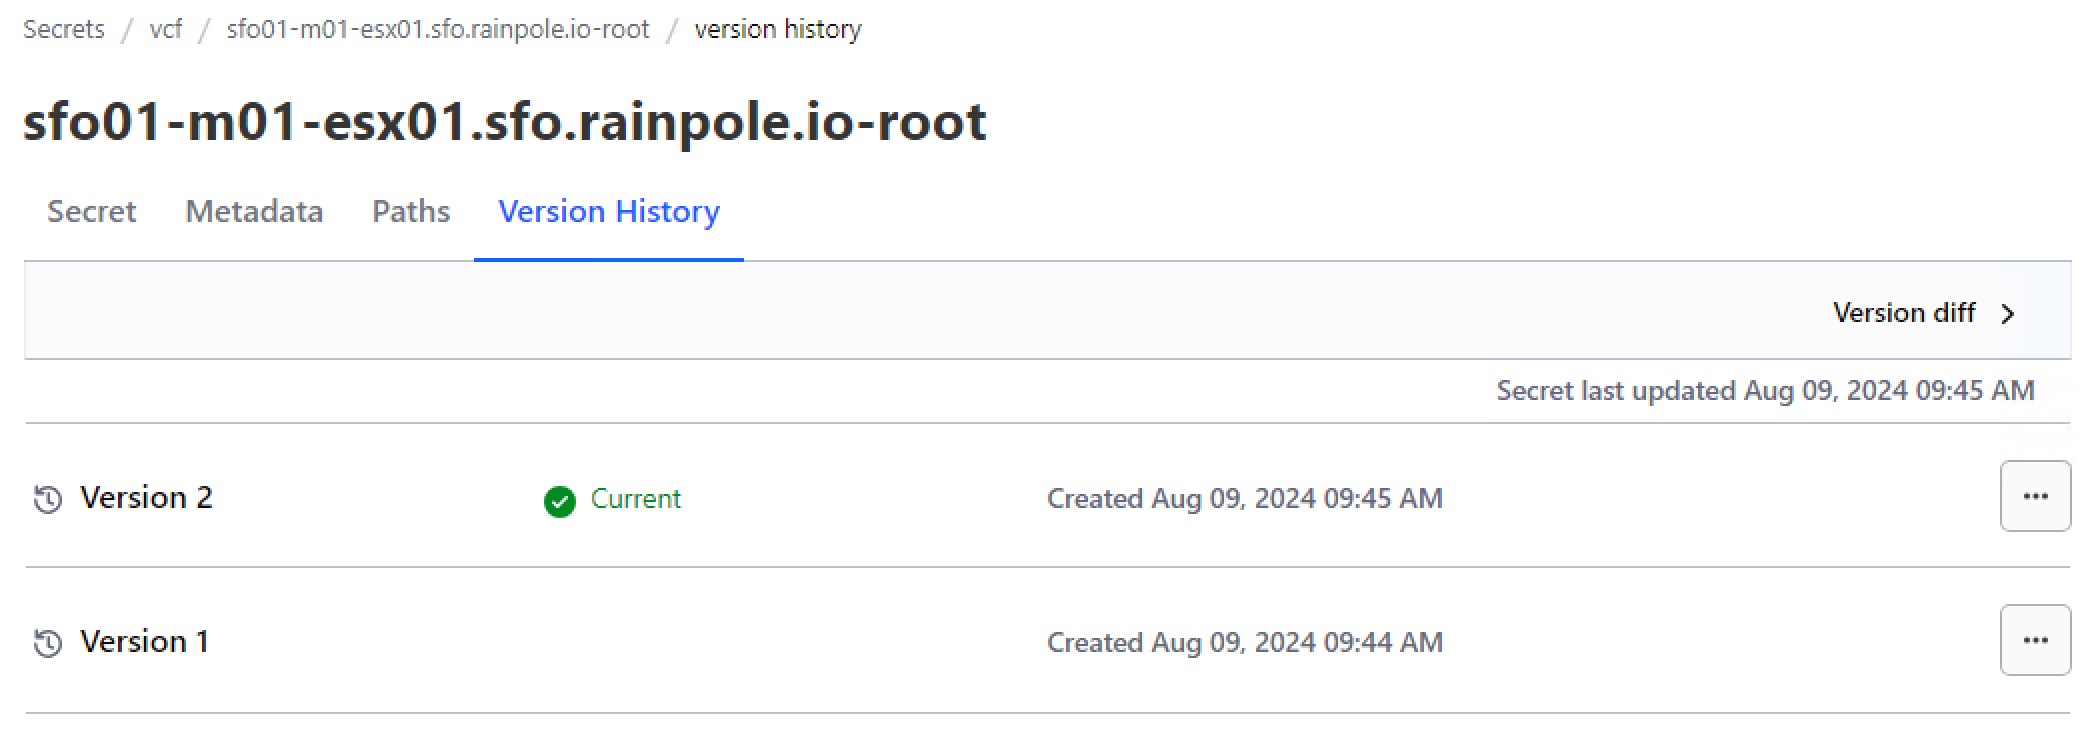 Secrets / vcf / sfo01-m01-esx01.sfo.rainpole.io-root / version history
sfo01-m01-esx01.sfo.rainpole.io-root
Secret Metadata Paths Version History
Version diff >
Secret last updated Aug 09, 2024 09:45 AM
Version 2 Current Created Aug 09, 2024 09:45 AM ...
Version 1 Created Aug 09, 2024 09:44 AM ...